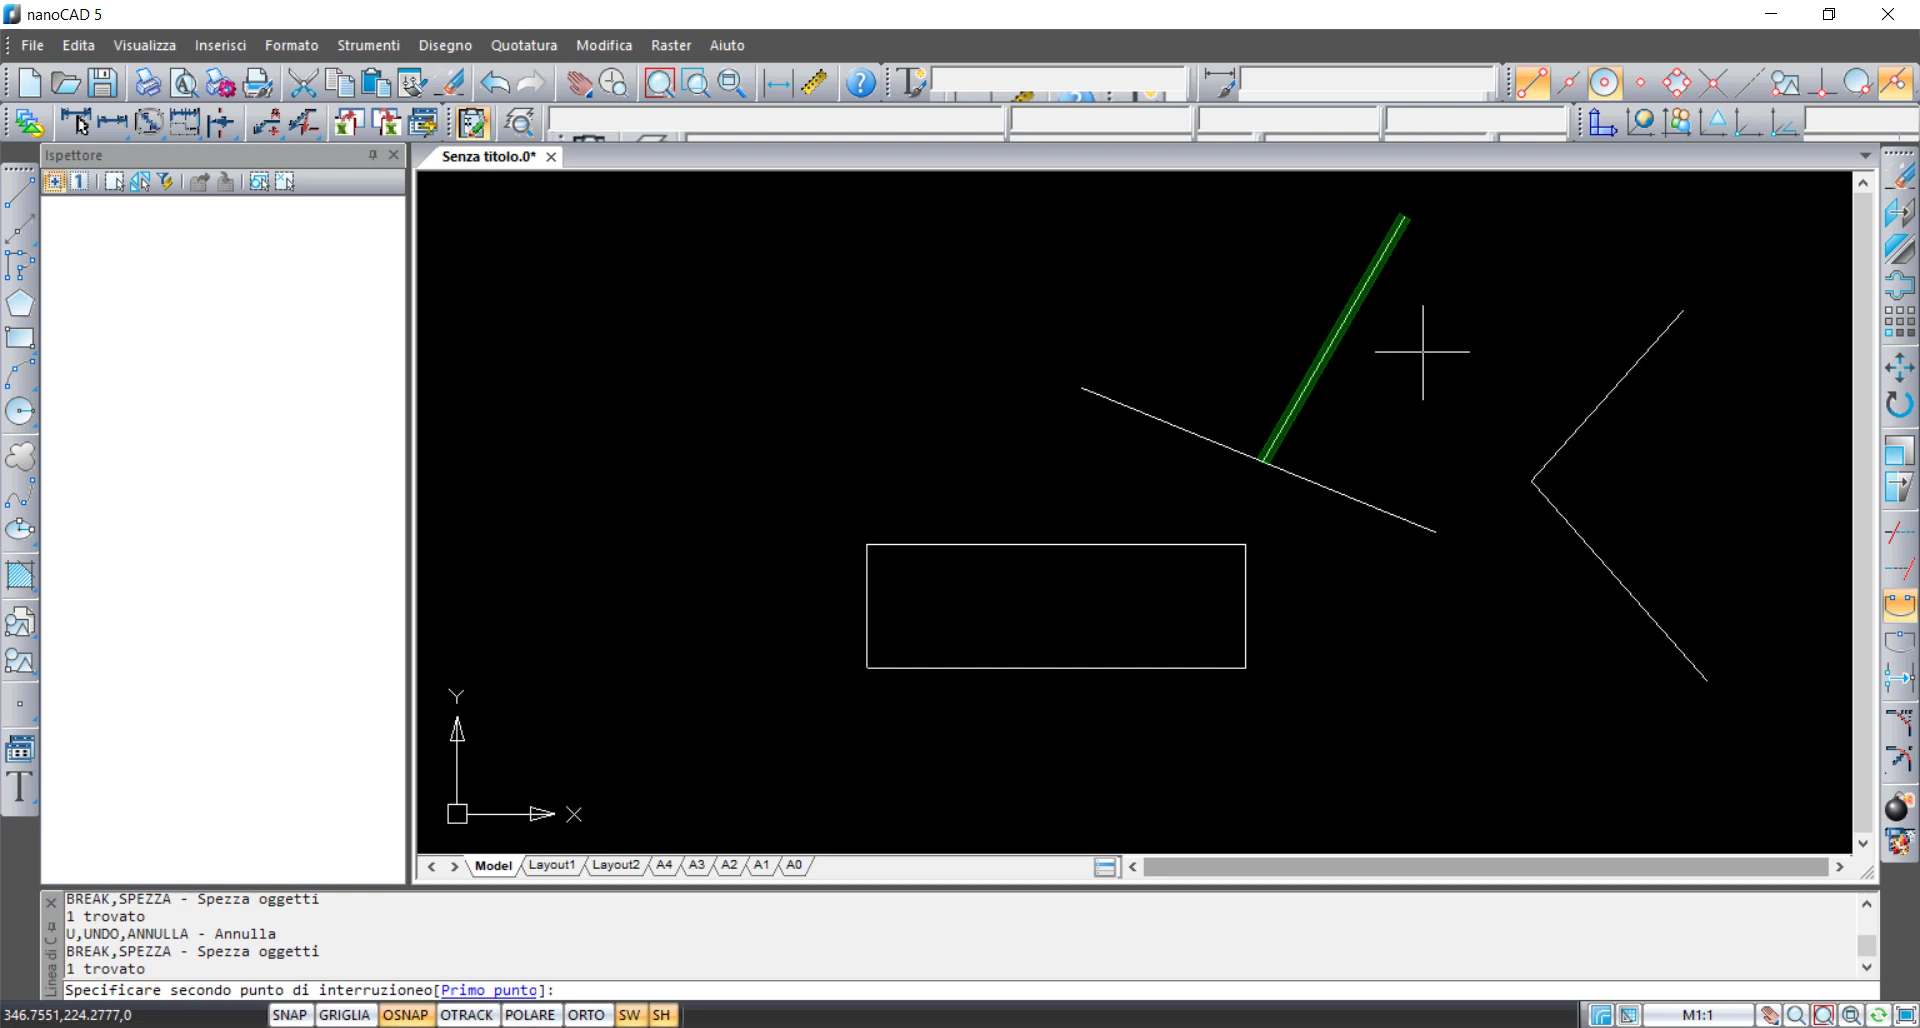 nanoCAD 5
File Edita Visualizza Inserisci Formato Strumenti Disegno Quotatura Modifica Raster Aiuto
Ispettore
Senza titolo.0*
1
Y
X
T
Model Layout1 Layout2 A4 A3 A2 A1 A0
BREAK,SPEZZA - Spezza oggetti
1 trovato
U,UNDO,ANNULLA - Annulla
BREAK,SPEZZA - Spezza oggetti
1 trovato
Linea di C
Specificare secondo punto di interruzioneo[Primo punto]:
346.7551,224.2777,0 SNAP GRIGLIA OSNAP OTRACK POLARE ORTO SW SH M1:1